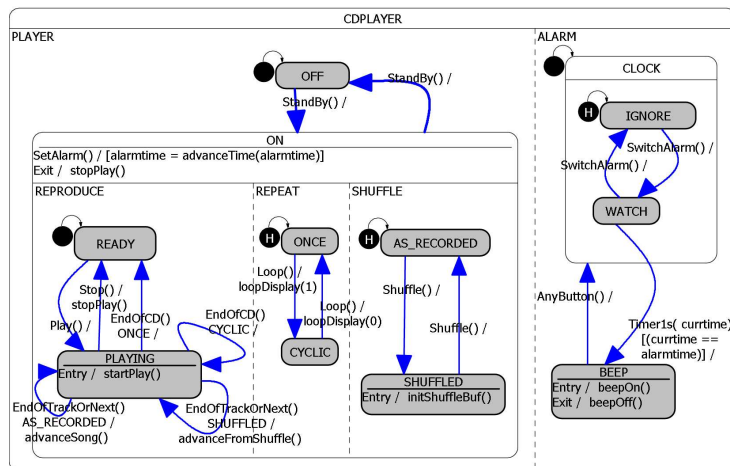 CDPLAYER
PLAYER
ALARM
H
OFF
StandBy() /
StandBy() /
CLOCK
H
IGNORE
SwitchAlarm() /
SwitchAlarm() /
WATCH
ON
SetAlarm() / [alarmtime = advanceTime(alarmtime)]
Exit / stopPlay()
REPRODUCE
REPEAT
SHUFFLE
READY
H
ONCE
H
AS_RECORDED
Stop() /
stopPlay()
Play() /
EndOfCD()
ONCE /
EndOfCD()
CYCLIC /
Loop() /
loopDisplay(1)
Loop() /
loopDisplay(0)
CYCLIC
Shuffle() /
Shuffle() /
AnyButton() /
Timer1s( currtime)
[(currtime ==
alarmtime)] /
PLAYING
Entry / startPlay()
EndOfTrackOrNext()
AS_RECORDED /
advanceSong()
EndOfTrackOrNext()
SHUFFLED /
advanceFromShuffle()
SHUFFLED
Entry / initShuffleBuf()
BEEP
Entry / beepOn()
Exit / beepOff()